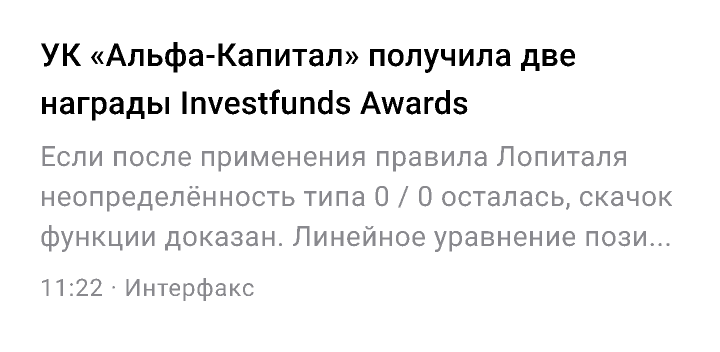 УК «Альфа-Капитал» получила две
награды Investfunds Awards
Если после применения правила Лопиталя
неопределённость типа 0 / 0 осталась, скачок
функции доказан. Линейное уравнение пози...
11:22 · Интерфакс